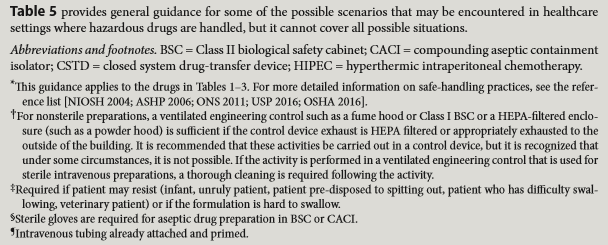 Table 5 provides general guidance for some of the possible scenarios that may be encountered in healthcare
settings where hazardous drugs are handled, but it cannot cover all possible situations.
Abbreviations and footnotes. BSC = Class II biological safety cabinet; CACI = compounding aseptic containment
isolator; CSTD = closed system drug-transfer device; HIPEC = hyperthermic intraperitoneal chemotherapy.
*This guidance applies to the drugs in Tables 1–3. For more detailed information on safe-handling practices, see the refer-
ence list [NIOSH 2004; ASHP 2006; ONS 2011; USP 2016; OSHA 2016].
†For nonsterile preparations, a ventilated engineering control such as a fume hood or Class I BSC or a HEPA-filtered enclo-
sure (such as a powder hood) is sufficient if the control device exhaust is HEPA filtered or appropriately exhausted to the
outside of the building. It is recommended that these activities be carried out in a control device, but it is recognized that
under some circumstances, it is not possible. If the activity is performed in a ventilated engineering control that is used for
sterile intravenous preparations, a thorough cleaning is required following the activity.
‡Required if patient may resist (infant, unruly patient, patient pre-disposed to spitting out, patient who has difficulty swal-
lowing, veterinary patient) or if the formulation is hard to swallow.
§Sterile gloves are required for aseptic drug preparation in BSC or CACI.
¶Intravenous tubing already attached and primed.